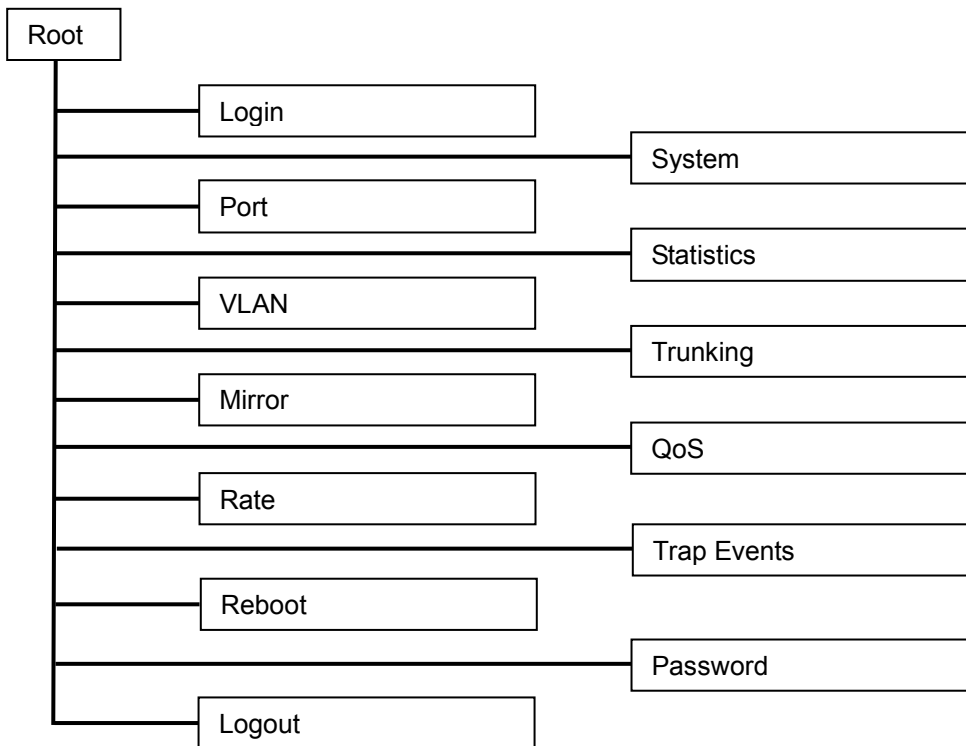 Root
Login
System
Port
Statistics
VLAN
Trunking
Mirror
QoS
Rate
Trap Events
Reboot
Password
Logout